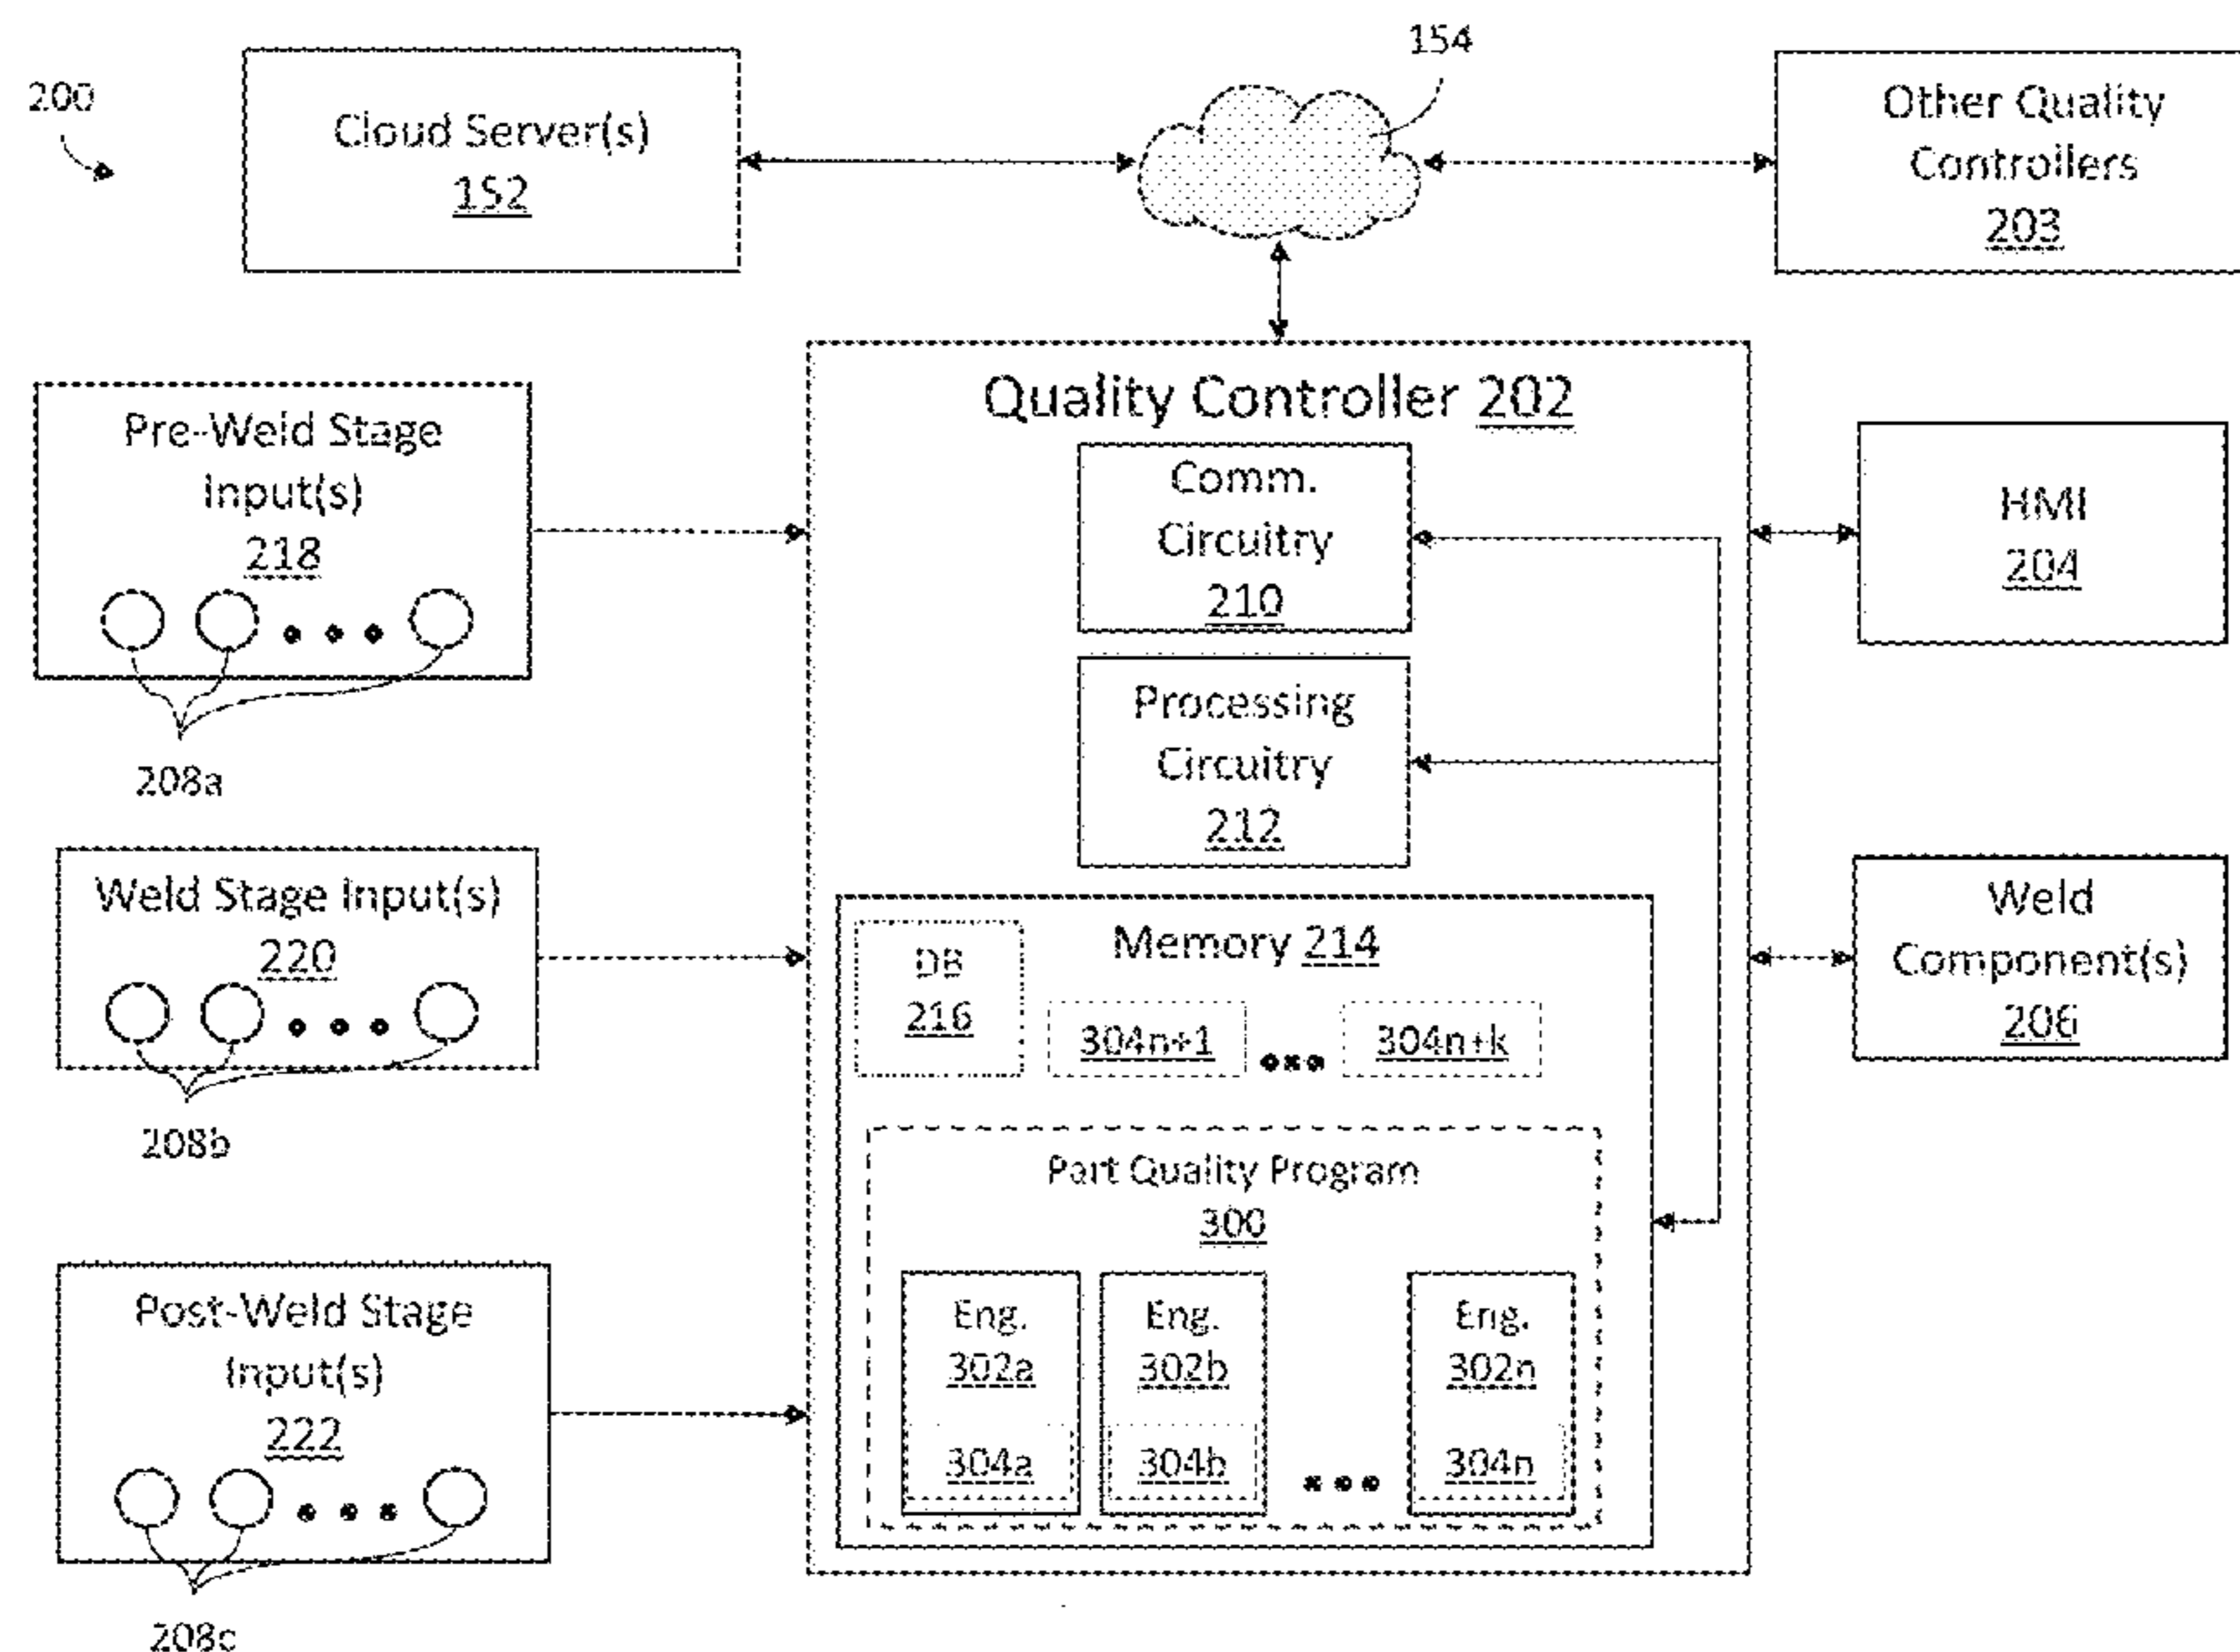 200
Cloud Server(s)
152
154
Other Quality
Controllers
203
Quality Controller 202
Pre-Weld Stage
Input(s)
218
208a
Comm.
Circuitry
210
HMI
204
Processing
Circuitry
212
Weld Stage Input(s)
220
208b
Memory 214
DB
216
304n+1
304n+k
Weld
Component(s)
206
Part Quality Program
300
Post-Weld Stage
Input(s)
222
208c
Eng.
302a
304a
Eng.
302b
304b
Eng.
302n
304n